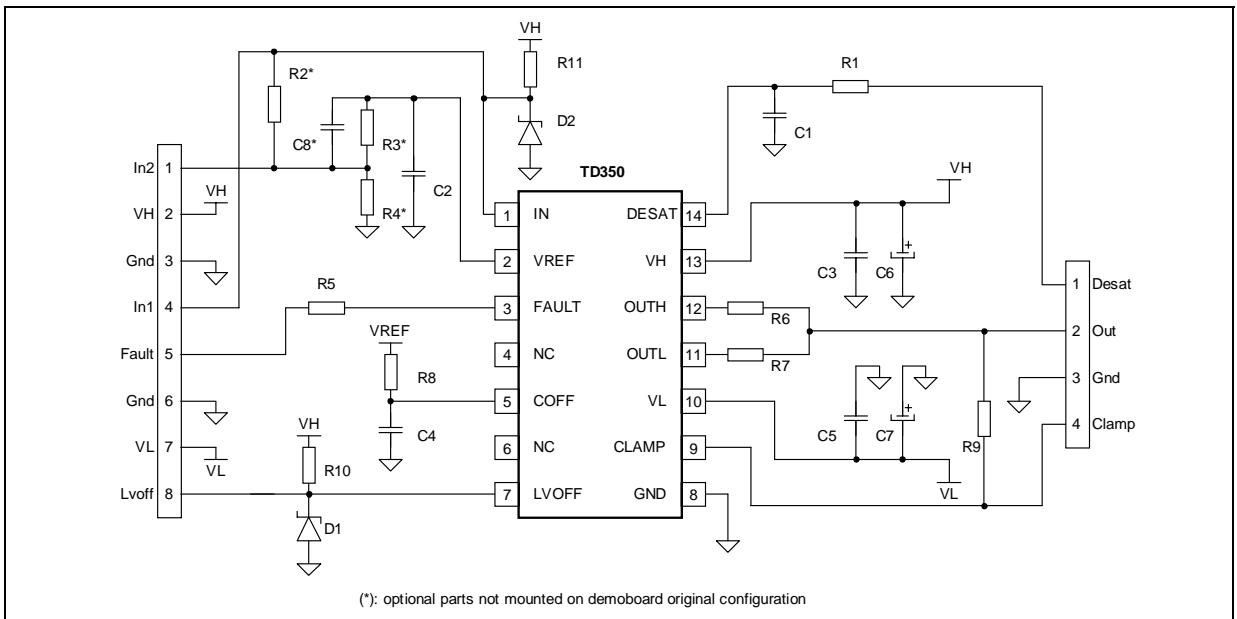 VH
R11
R1
R2*
D2
C1
C8*
R3*
TD350
In2 1
VH
C2
VH
VH 2
R4*
1 IN DESAT 14
Gnd 3
2 VREF VH 13
R5
C3
C6
+
1 Desat
In1 4
3 FAULT OUTH 12
R6
VREF
2 Out
Fault 5
4 NC OUTL 11
R7
R8
3 Gnd
Gnd 6
5 COFF VL 10
C4
C5
C7
+
R9
4 Clamp
VH
VL 7
VL
6 NC CLAMP 9
R10
VL
Lvoff 8
7 LVOFF GND 8
D1
(*): optional parts not mounted on demoboard original configuration